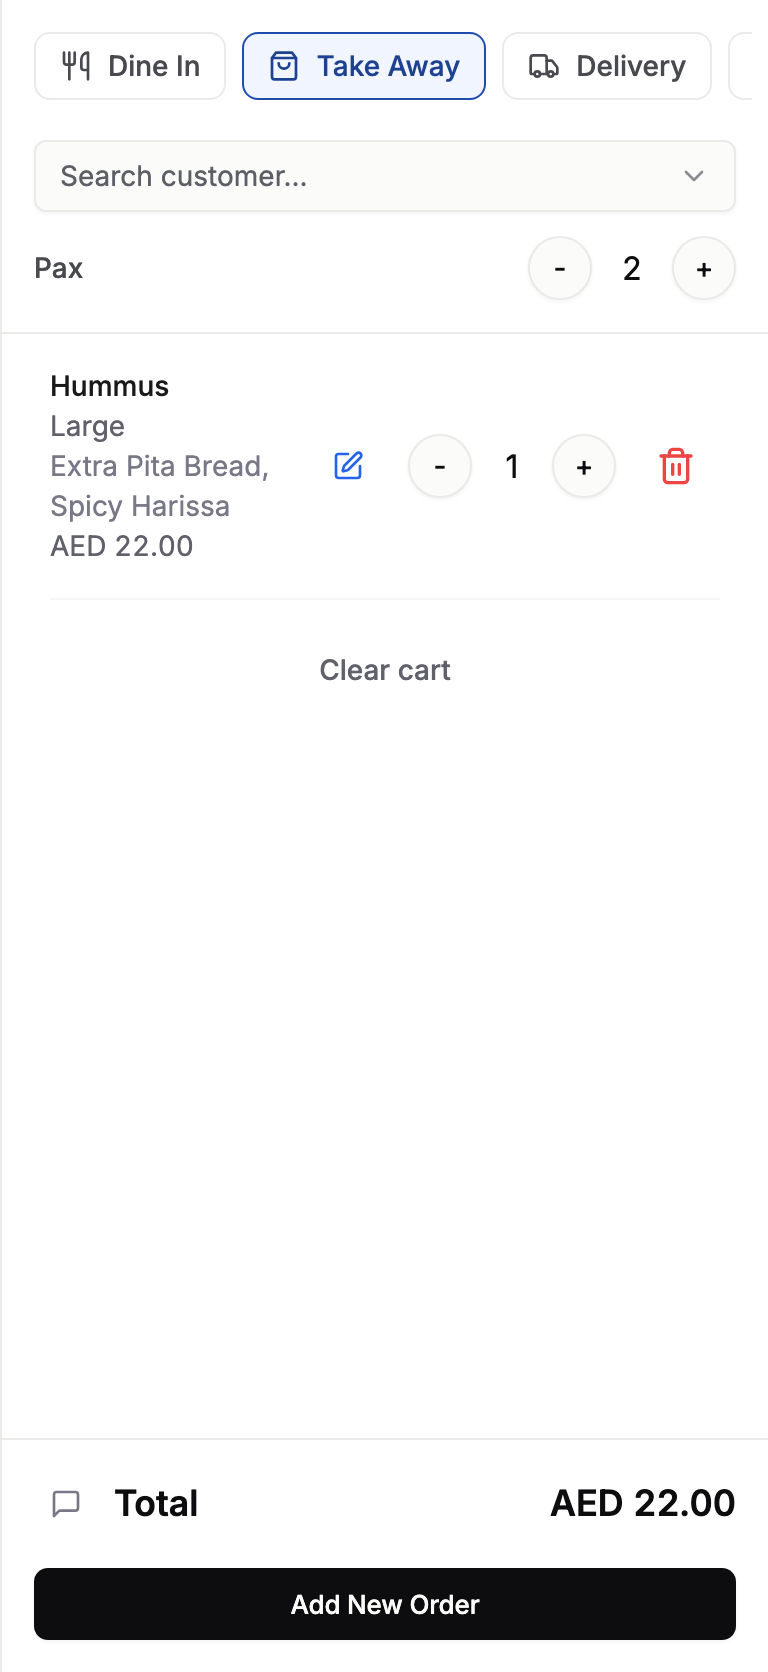 Dine In
Take Away
Delivery
Search customer...
Pax
- 2 +
Hummus
Large
Extra Pita Bread,
Spicy Harissa
AED 22.00
- 1 +
Clear cart
Total
AED 22.00
Add New Order